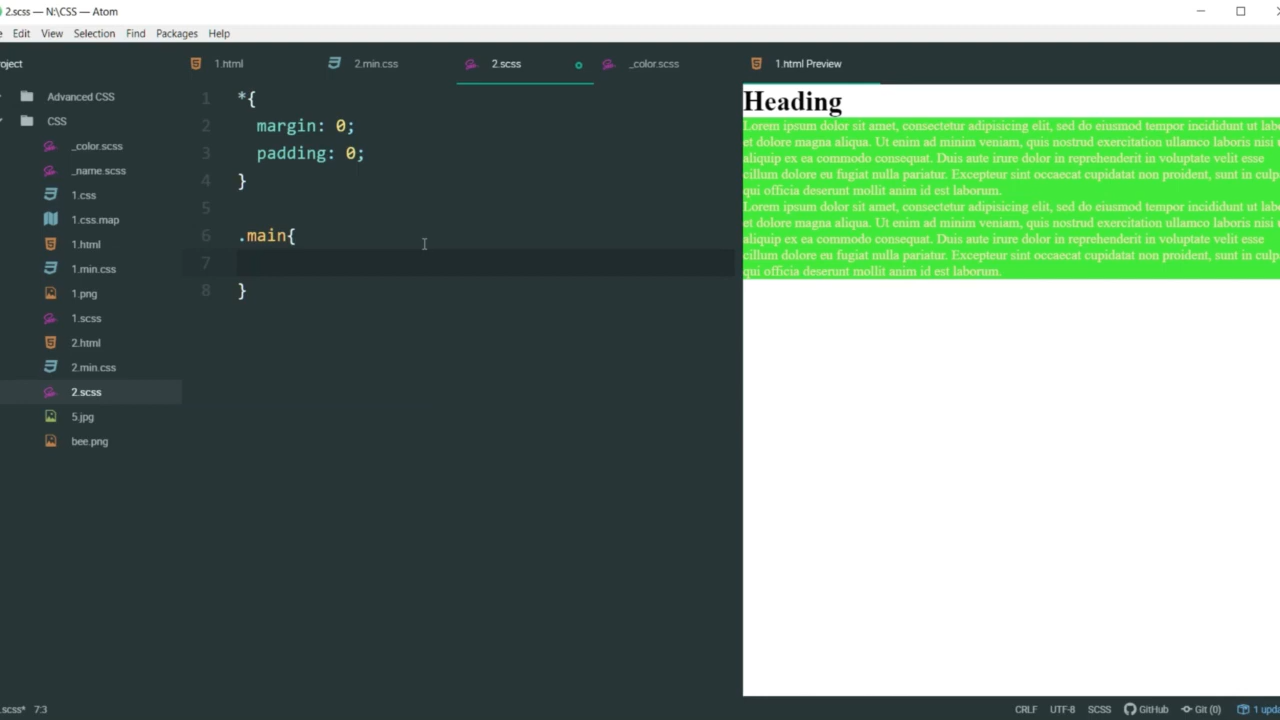 2.scss — N:\CSS — Atom
Edit View Selection Find Packages Help
roject
Advanced CSS
CSS
_color.scss
_name.scss
1.css
1.css.map
1.html
1.min.css
1.png
1.scss
2.html
2.min.css
2.scss
5.jpg
bee.png
1.html 2.min.css 2.scss _color.scss
1 *{
2 margin: 0;
3 padding: 0;
4 }
5
6 .main{
7
8 }
1.html Preview
Heading
Lorem ipsum dolor sit amet, consectetur adipisicing elit, sed do eiusmod tempor incididunt ut labo
et dolore magna aliqua. Ut enim ad minim veniam, quis nostrud exercitation ullamco laboris nisi u
aliquip ex ea commodo consequat. Duis aute irure dolor in reprehenderit in voluptate velit esse
cillum dolore eu fugiat nulla pariatur. Excepteur sint occaecat cupidatat non proident, sunt in culp
qui officia deserunt mollit anim id est laborum.
Lorem ipsum dolor sit amet, consectetur adipisicing elit, sed do eiusmod tempor incididunt ut labo
et dolore magna aliqua. Ut enim ad minim veniam, quis nostrud exercitation ullamco laboris nisi u
aliquip ex ea commodo consequat. Duis aute irure dolor in reprehenderit in voluptate velit esse
cillum dolore eu fugiat nulla pariatur. Excepteur sint occaecat cupidatat non proident, sunt in culp
qui officia deserunt mollit anim id est laborum.
.scss* 7:3 CRLF UTF-8 SCSS GitHub Git (0) 1 upda